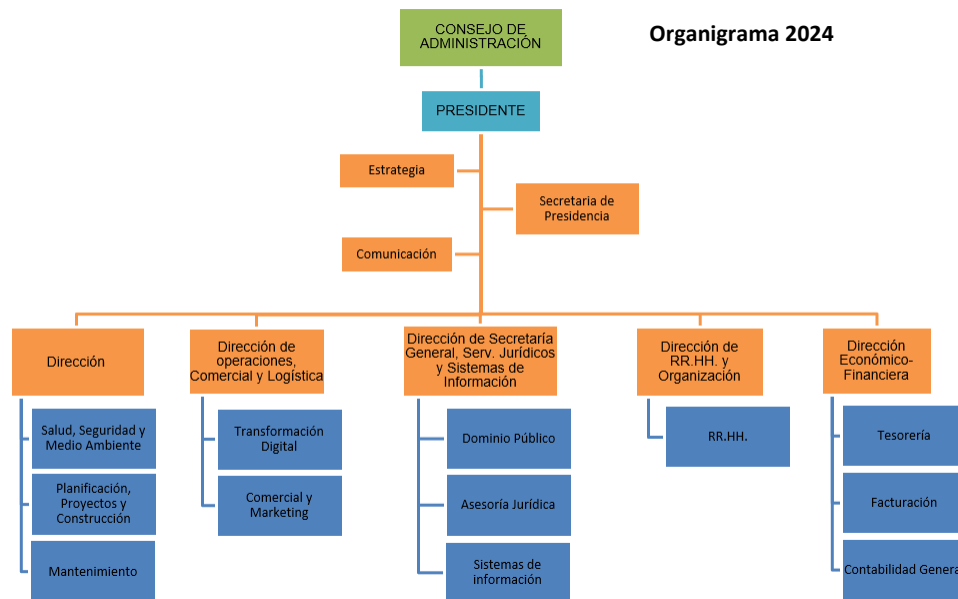 CONSEJO DE
ADMINISTRACIÓN
Organigrama 2024
PRESIDENTE
Estrategia
Secretaria de
Presidencia
Comunicación
Dirección
Dirección de
operaciones,
Comercial y Logística
Dirección de Secretaría
General, Serv. Jurídicos
y Sistemas de
Información
Dirección de
RR.HH. y
Organización
Dirección
Económico-
Financiera
Salud, Seguridad y
Medio Ambiente
Planificación,
Proyectos y
Construcción
Mantenimiento
Transformación
Digital
Comercial y
Marketing
Dominio Público
Asesoría Jurídica
Sistemas de
información
RR.HH.
Tesorería
Facturación
Contabilidad General